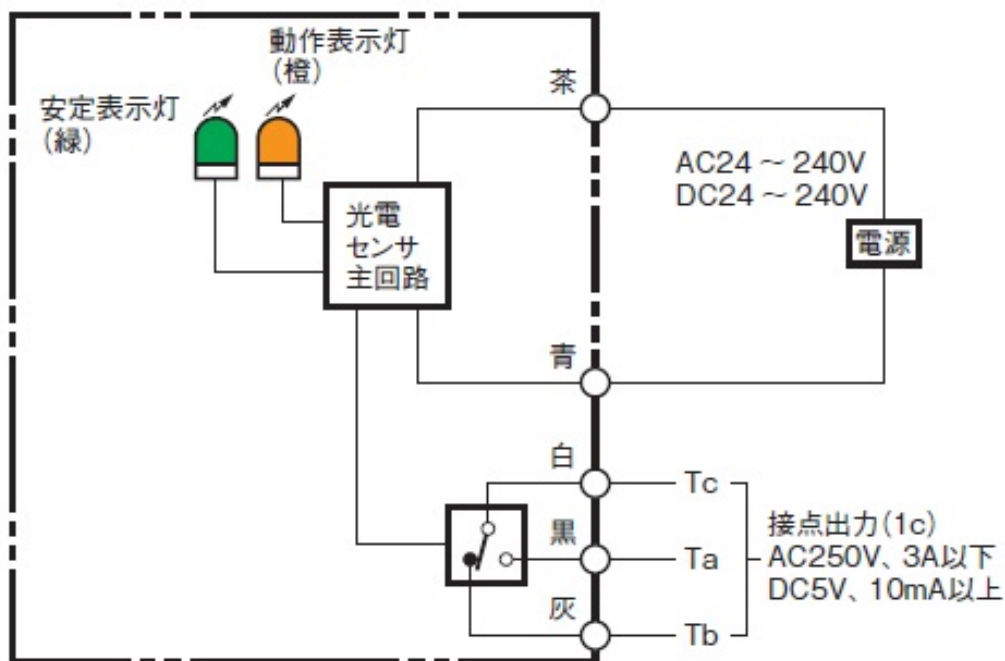 動作表示灯
(橙)
安定表示灯
(緑)
茶
AC24 ～ 240V
DC24 ～ 240V
電源
光電
センサ
主回路
青
白
Tc
黒
Ta
接点出力(1c)
AC250V、3A以下
DC5V、10mA以上
灰
Tb